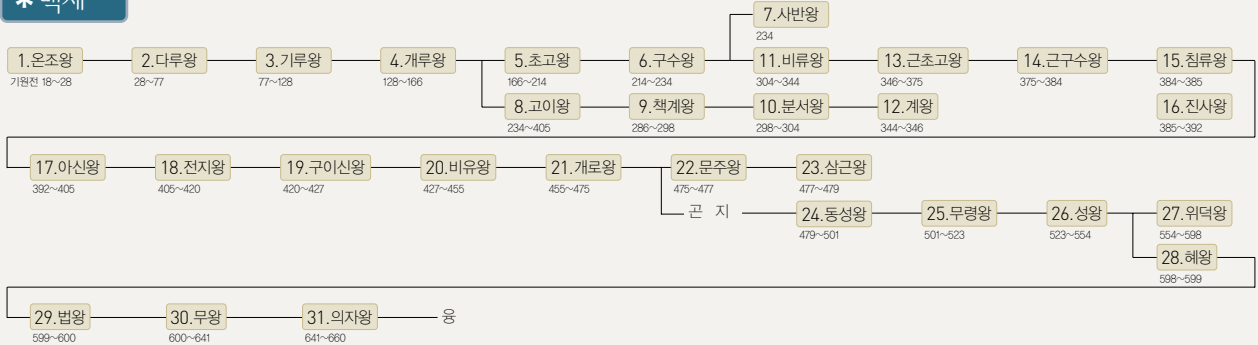 * 백제
7.사반왕
234
1.온조왕 2.다루왕 3.기루왕 4.개루왕 5.초고왕 6.구수왕 11.비류왕 13.근초고왕 14.근구수왕 15.침류왕
기원전 18~28 28~77 77~128 128~166 166~214 214~234 304~344 346~375 375~384 384~385
8.고이왕 9.책계왕 10.분서왕 12.계왕 16.진사왕
234~405 286~298 298~304 344~346 385~392
17.아신왕 18.전지왕 19.구이신왕 20.비유왕 21.개로왕 22.문주왕 23.삼근왕
392~405 405~420 420~427 427~455 455~475 475~477 477~479
곤 지 24.동성왕 25.무령왕 26.성왕 27.위덕왕
479~501 501~523 523~554 554~598
28.혜왕
598~599
29.법왕 30.무왕 31.의자왕 융
599~600 600~641 641~660